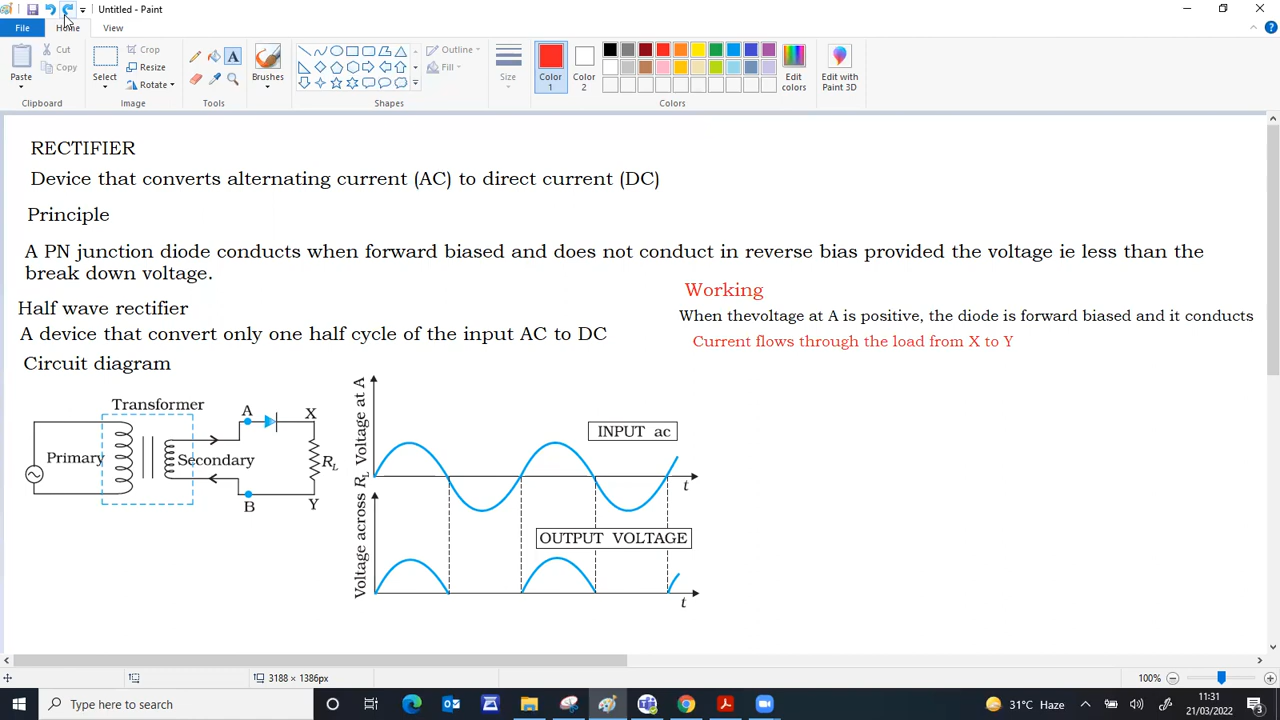 Untitled - Paint
File
Home
View
Paste
Cut
Copy
Clipboard
Select
Crop
Resize
Rotate
Image
A
Tools
Brushes
Shapes
Outline
Fill
Size
Color 1
Color 2
Colors
Edit colors
Edit with Paint 3D
RECTIFIER
Device that converts alternating current (AC) to direct current (DC)
Principle
A PN junction diode conducts when forward biased and does not conduct in reverse bias provided the voltage ie less than the
break down voltage.
Half wave rectifier
A device that convert only one half cycle of the input AC to DC
Circuit diagram
Working
When thevoltage at A is positive, the diode is forward biased and it conducts
Current flows through the load from X to Y
Transformer
Primary
Secondary
A
X
RL
B
Y
Voltage at A
INPUT ac
t
Voltage across RL
OUTPUT VOLTAGE
t
3188 × 1386px
100%
Type here to search
31°C Haze
11:31
21/03/2022
3